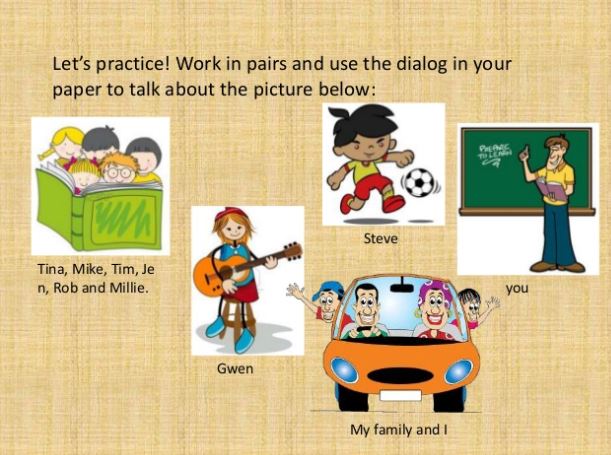 Let's practice! Work in pairs and use the dialog in your
paper to talk about the picture below:
PREPARE
TO LEARN
Steve
Tina, Mike, Tim, Je
n, Rob and Millie.
you
Gwen
My family and I